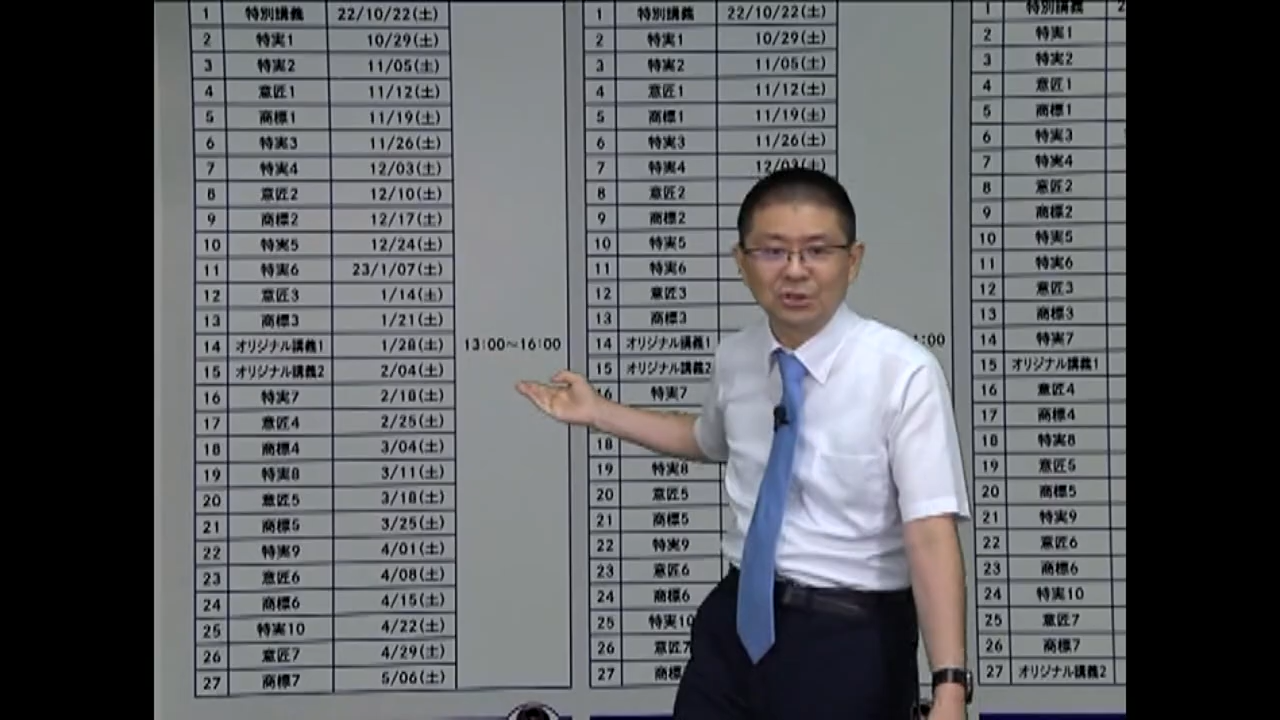 1 特別講義 22/10/22(土)
2 特実1 10/29(土)
3 特実2 11/05(土)
4 意匠1 11/12(土)
5 商標1 11/19(土)
6 特実3 11/26(土)
7 特実4 12/03(土)
8 意匠2 12/10(土)
9 商標2 12/17(土)
10 特実5 12/24(土)
11 特実6 23/1/07(土)
12 意匠3 1/14(土)
13 商標3 1/21(土)
14 オリジナル講義1 1/28(土)
15 オリジナル講義2 2/04(土)
16 特実7 2/18(土)
17 意匠4 2/25(土)
18 商標4 3/04(土)
19 特実8 3/11(土)
20 意匠5 3/18(土)
21 商標5 3/25(土)
22 特実9 4/01(土)
23 意匠6 4/08(土)
24 商標6 4/15(土)
25 特実10 4/22(土)
26 意匠7 4/29(土)
27 商標7 5/06(土)
13:00~16:00
1 特別講義 22/10/22(土)
2 特実1 10/29(土)
3 特実2 11/05(土)
4 意匠1 11/12(土)
5 商標1 11/19(土)
6 特実3 11/26(土)
7 特実4 12/03(土)
8 意匠2
9 商標2
10 特実5
11 特実6
12 意匠3
13 商標3
14 オリジナル講義1
15 オリジナル講義2
16 特実7
18
19 特実8
20 意匠5
21 商標5
22 特実9
23 意匠6
24 商標6
25 特実10
26 意匠7
27 商標
:00
1 特別講義 2
2 特実1
3 特実2
4 意匠1
5 商標1
6 特実3
7 特実4
8 意匠2
9 商標2
10 特実5
11 特実6
12 意匠3
13 商標3
14 特実7
15 オリジナル講義1
16 意匠4
17 商標4
18 特実8
19 意匠5
20 商標5
21 特実9
22 意匠6
23 商標6
24 特実10
25 意匠7
26 商標7
27 オリジナル講義2